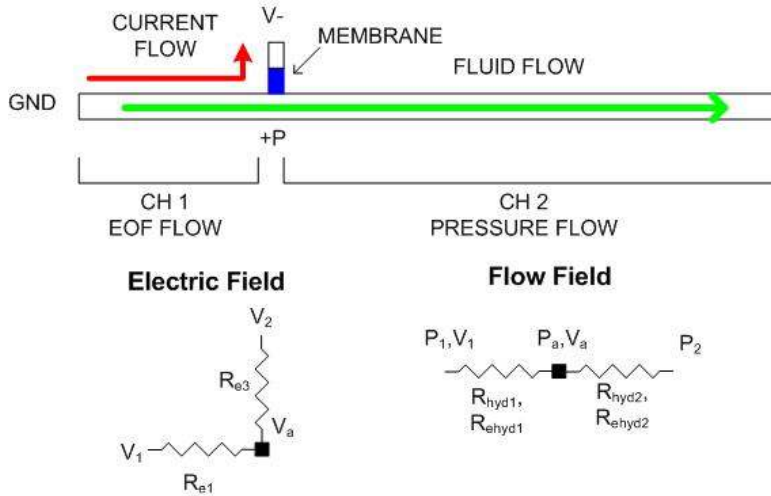 V-
CURRENT
FLOW
MEMBRANE
FLUID FLOW
GND
+P
CH 1
EOF FLOW
CH 2
PRESSURE FLOW
Electric Field
Flow Field
V2
Re3
Va
V1
Re1
P1,V1
Pa,Va
P2
Rhyd1,
Rehyd1
Rhyd2,
Rehyd2